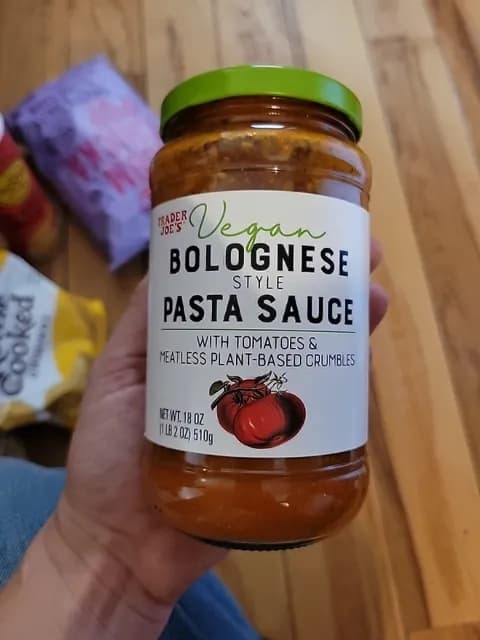 TRADER
JOE'S
Vegan
BOLOGNESE
STYLE
PASTA SAUCE
WITH TOMATOES &
MEATLESS PLANT-BASED CRUMBLES
NET WT. 18 OZ
(1 LB 2 OZ) 510g
Cooked